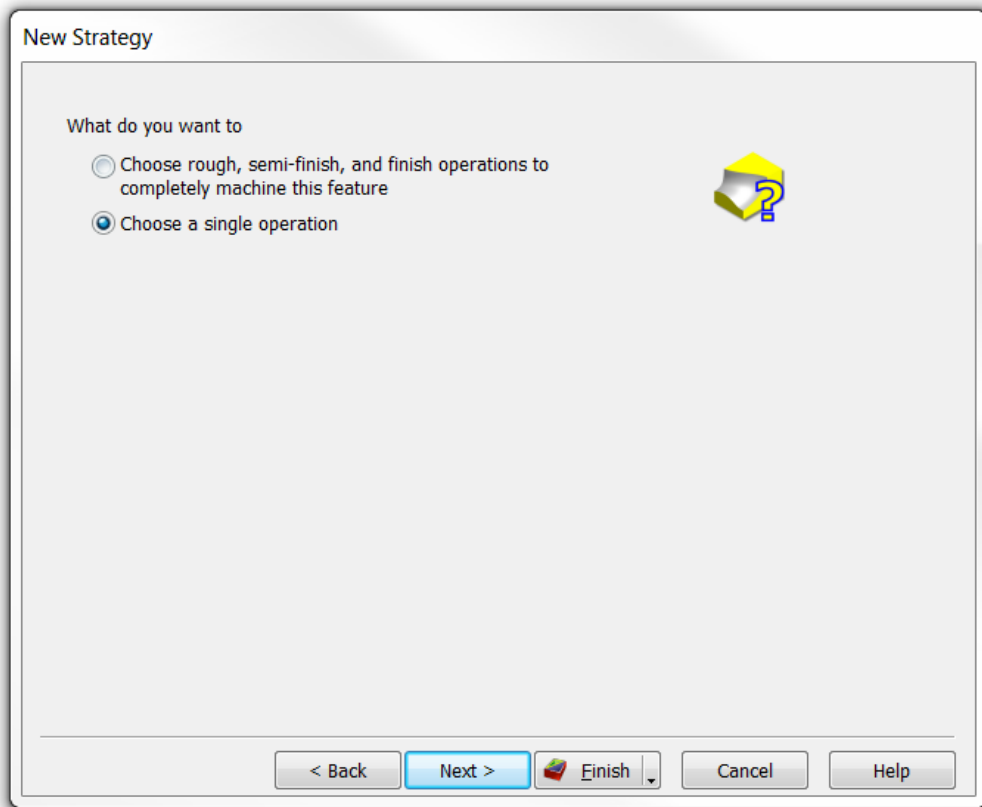 New Strategy
What do you want to
Choose rough, semi-finish, and finish operations to
completely machine this feature
Choose a single operation
?
< Back
Next >
Finish
Cancel
Help